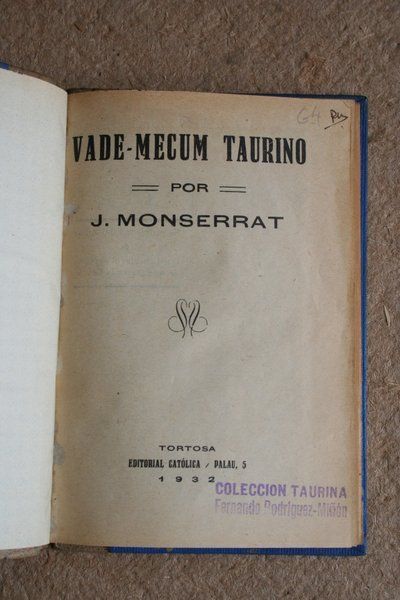 VADE-MECUM TAURINO
POR
J. MONSERRAT
TORTOSA
EDITORIAL CATÓLICA / PALAU, 5
1932
COLECCION TAURINA
Fernando Rodríguez-Miñón